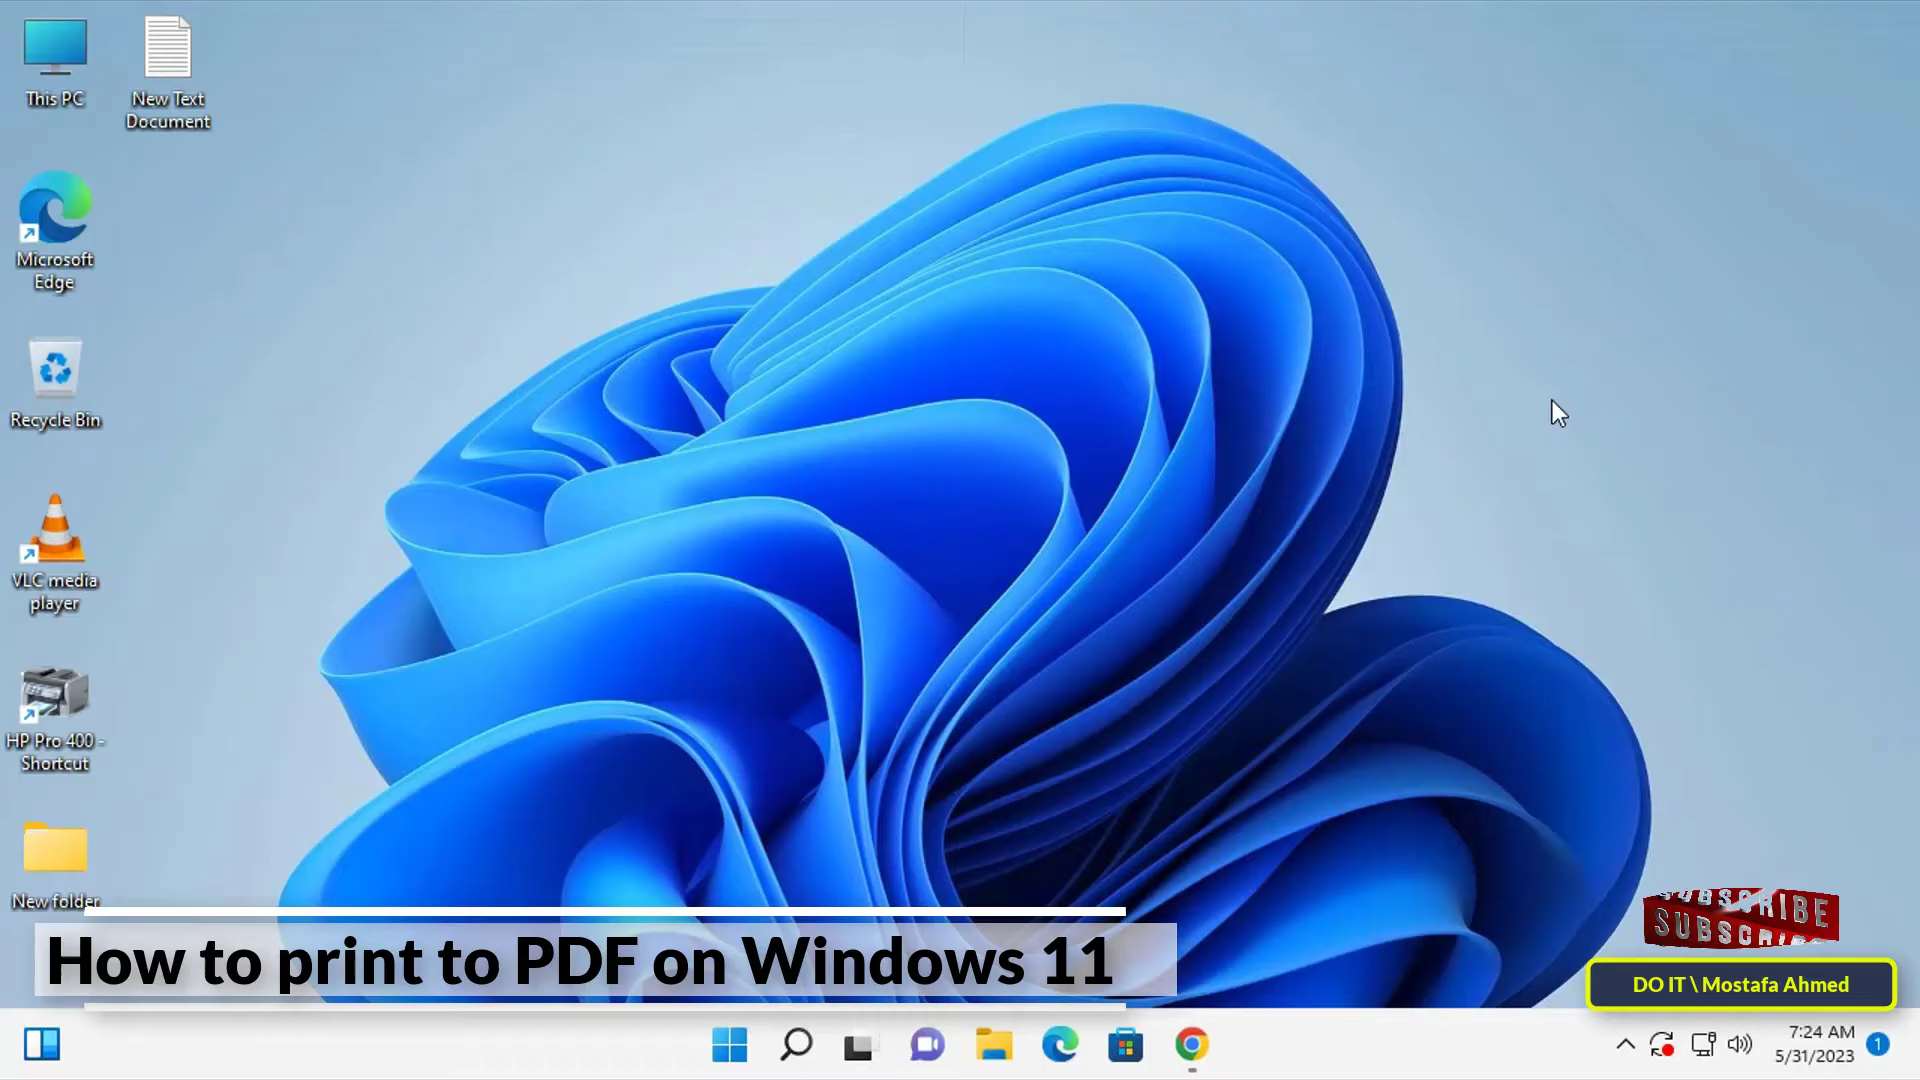 This PC
New Text
Document
Microsoft
Edge
Recycle Bin
VLC media
player
HP Pro 400 -
Shortcut
New folder
How to print to PDF on Windows 11
SUBSCRIBE
SUBSCRIBE
DO IT \ Mostafa Ahmed
7:24 AM
5/31/2023
1